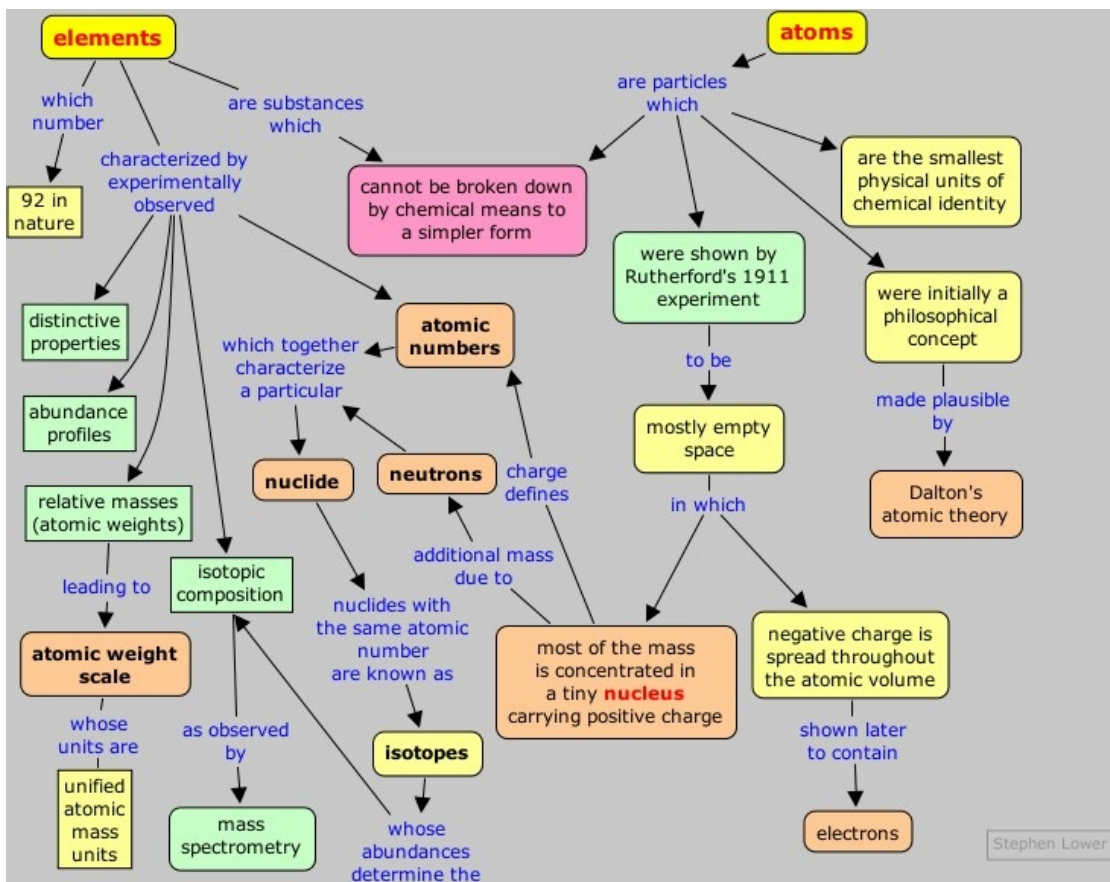 elements
atoms
which
number
are substances
which
are particles
which
characterized by
experimentally
observed
92 in
nature
cannot be broken down
by chemical means to
a simpler form
are the smallest
physical units of
chemical identity
were shown by
Rutherford's 1911
experiment
were initially a
philosophical
concept
distinctive
properties
atomic
numbers
which together
characterize
a particular
to be
made plausible
by
abundance
profiles
mostly empty
space
nuclide
neutrons
charge
defines
in which
Dalton's
atomic theory
relative masses
(atomic weights)
additional mass
due to
leading to
isotopic
composition
nuclides with
the same atomic
number
are known as
most of the mass
is concentrated in
a tiny nucleus
carrying positive charge
negative charge is
spread throughout
the atomic volume
atomic weight
scale
whose
units are
as observed
by
isotopes
shown later
to contain
unified
atomic
mass
units
mass
spectrometry
whose
abundances
determine the
electrons
Stephen Lower